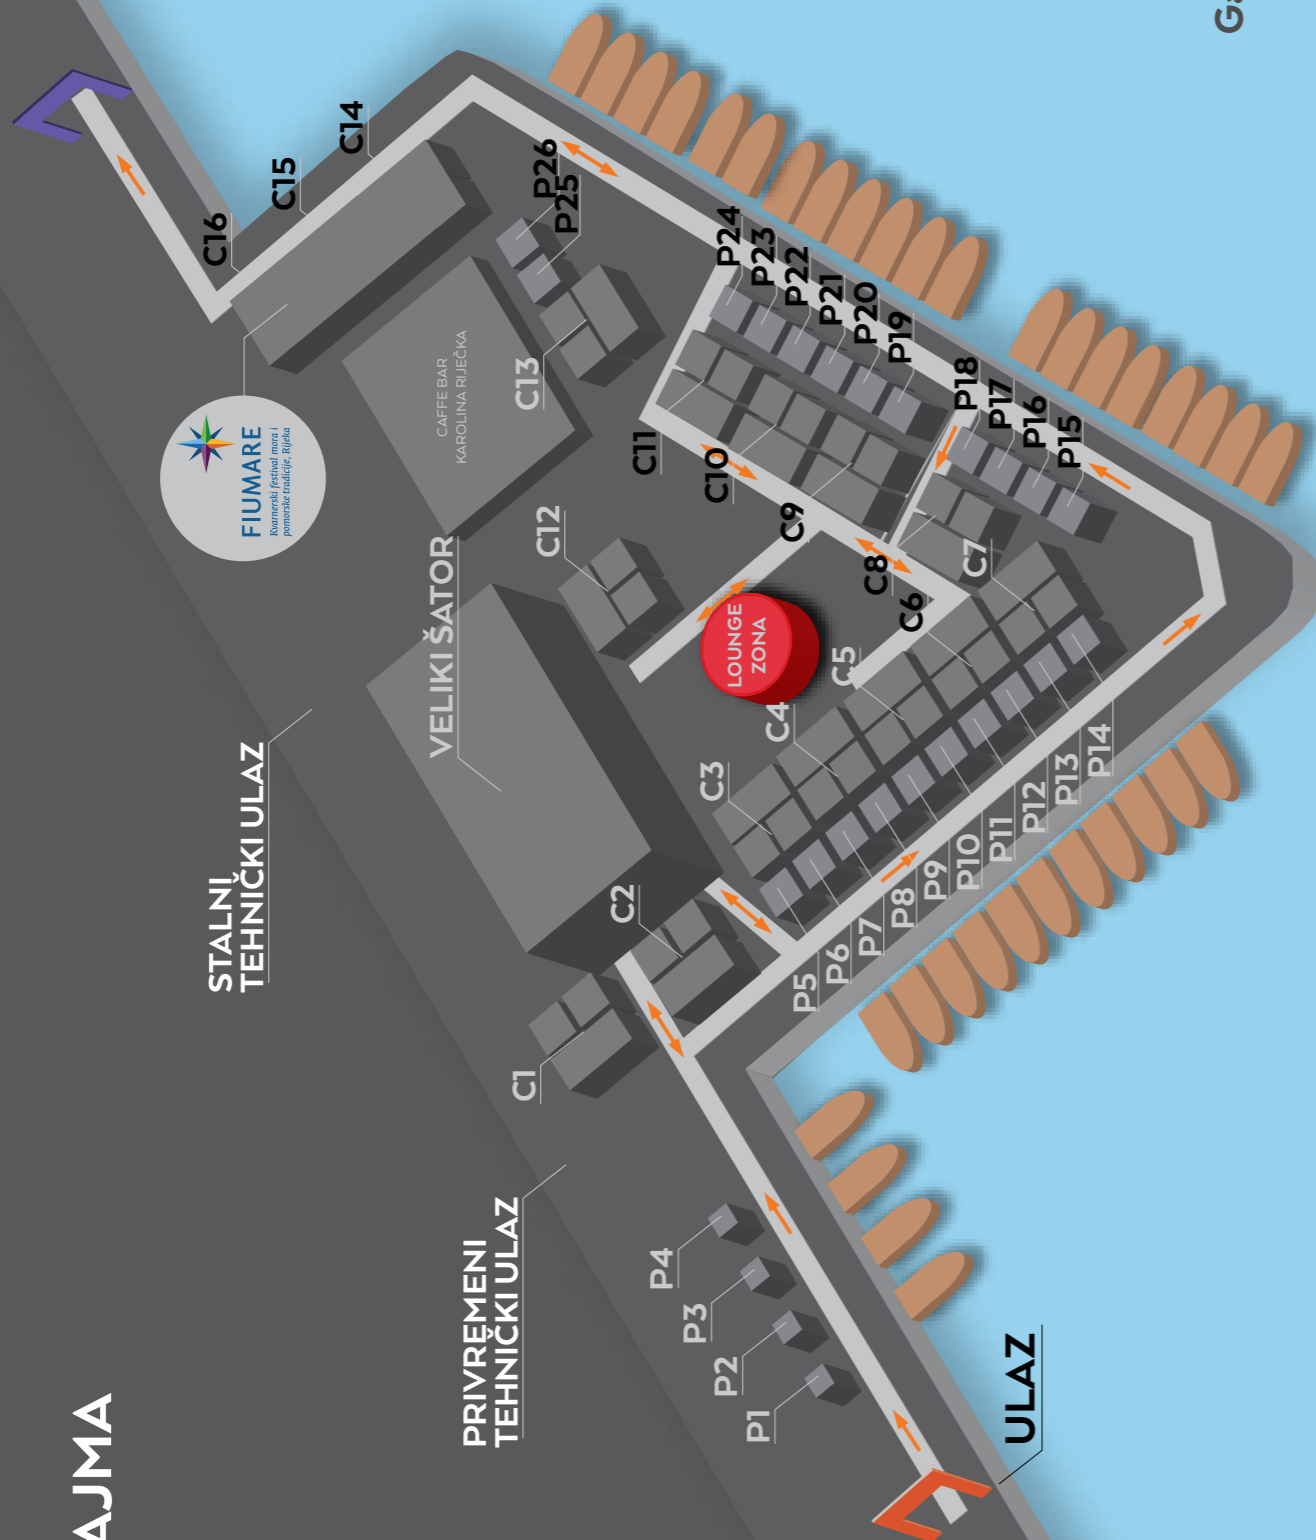 AJMA
STALNI
TEHNIČKI ULAZ
PRIVREMENI
TEHNIČKI ULAZ
ULAZ
FIUMARE
Kvarnerski festival mora i
pomorske tradicije, Rijeka
CAFFE BAR
KAROLINA RIJEČKA
VELIKI ŠATOR
LOUNGE
ZONA
C1
C2
C3
C4
C5
C6
C7
C8
C9
C10
C11
C12
C13
C14
C15
C16
P1
P2
P3
P4
P5
P6
P7
P8
P9
P10
P11
P12
P13
P14
P15
P16
P17
P18
P19
P20
P21
P22
P23
P24
P25
P26